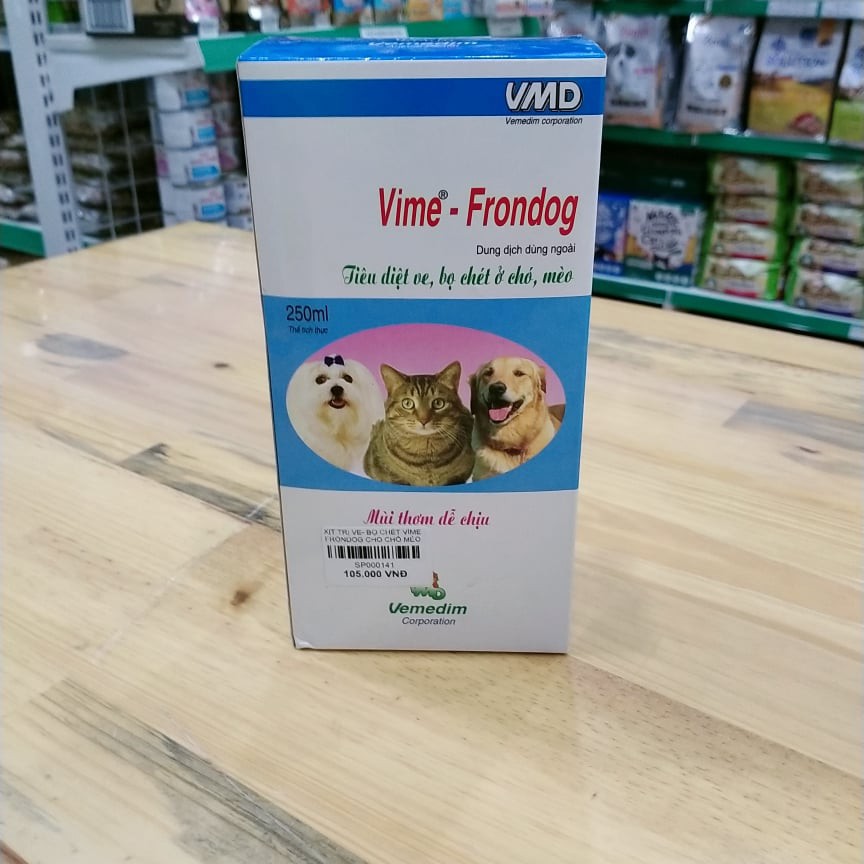 VMD
Vemedim corporation
Vime® - Frondog
Dung dịch dùng ngoài
Tiêu diệt ve, bọ chét ở chó, mèo
250ml
Thể tích thực
Mùi thơm dễ chịu
XỊT TRỊ VE- BỌ CHÉT VIME
FRONDOG CHO CHÓ MÈO
SP000141
105,000 VNĐ
Vemedim
Corporation